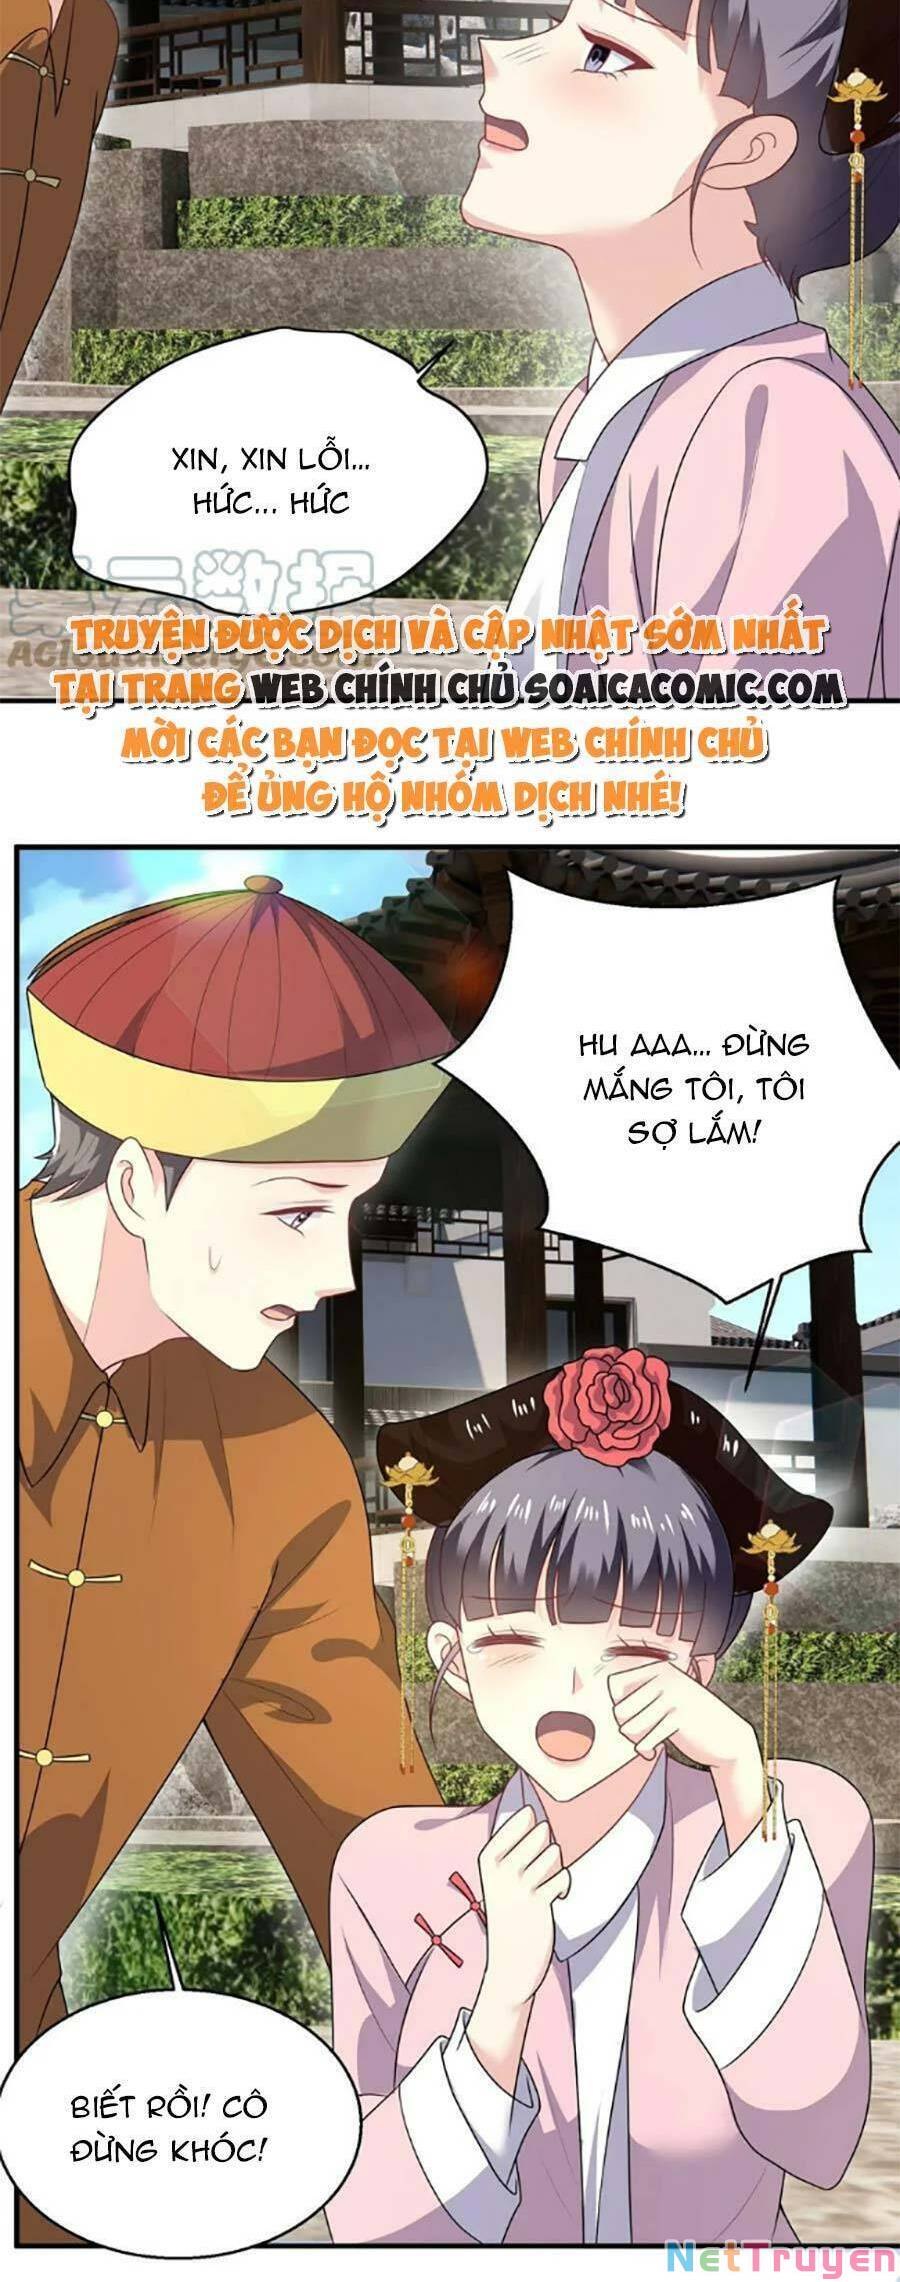 XIN, XIN LỖI...
HỨC... HỨC
TRUYỆN ĐƯỢC DỊCH VÀ CẬP NHẬT SỚM NHẤT
TẠI TRANG WEB CHÍNH CHỦ SOAICACOMIC.COM
MỜI CÁC BẠN ĐỌC TẠI WEB CHÍNH CHỦ
ĐỂ ỦNG HỘ NHÓM DỊCH NHÉ!
HU AAA... ĐỪNG
MẮNG TÔI, TÔI
SỢ LẮM!
BIẾT RỒI! CÔ
ĐỪNG KHÓC!
NetTruyen